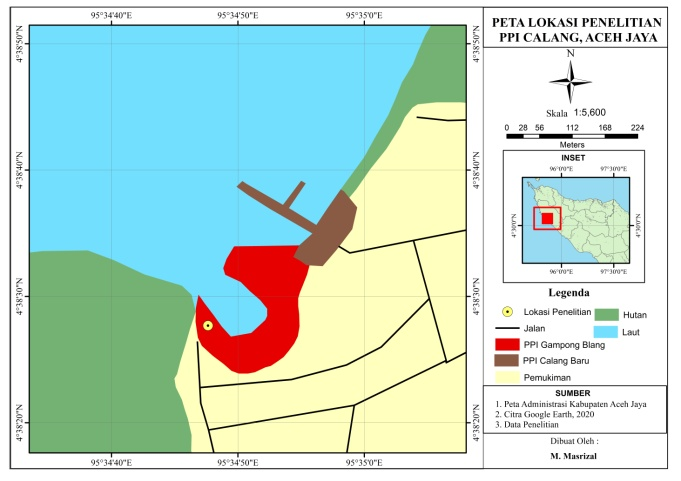 95°34'40"E 95°34'50"E 95°35'0"E
4°38'50"N 4°38'50"N
4°38'40"N 4°38'40"N
4°38'30"N 4°38'30"N
4°38'20"N 4°38'20"N
95°34'40"E 95°34'50"E 95°35'0"E
PETA LOKASI PENELITIAN
PPI CALANG, ACEH JAYA
N
Skala 1:5,600
0 28 56 112 168 224
Meters
INSET
96°0'0"E 97°30'0"E
4°30'0"N 4°30'0"N
96°0'0"E 97°30'0"E
Legenda
Lokasi Penelitian
Jalan
PPI Gampong Blang
PPI Calang Baru
Pemukiman
Hutan
Laut
SUMBER
1. Peta Administrasi Kabupaten Aceh Jaya
2. Citra Google Earth, 2020
3. Data Penelitian
Dibuat Oleh :
M. Masrizal